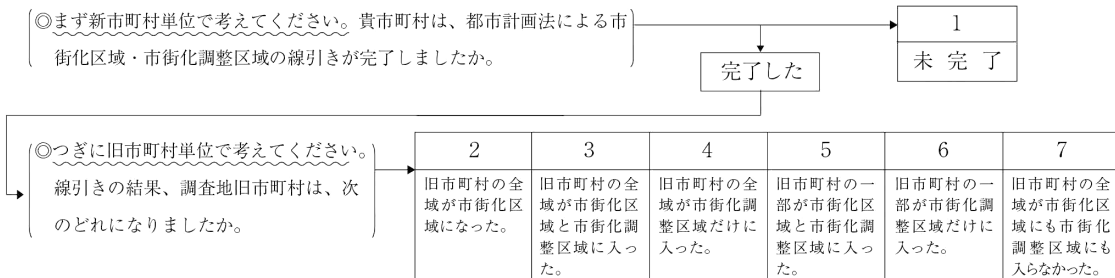 ◎まず新市町村単位で考えてください。貴市町村は、都市計画法による市
街化区域・市街化調整区域の線引きが完了しましたか。
1
未 完 了
完了した
◎つぎに旧市町村単位で考えてください。
線引きの結果、調査地旧市町村は、次
のどれになりましたか。
2
旧市町村の全
域が市街化区
域になった。
3
旧市町村の全
域が市街化区
域と市街化調
整区域に入っ
た。
4
旧市町村の全
域が市街化調
整区域だけに
入った。
5
旧市町村の一
部が市街化区
域と市街化調
整区域に入っ
た。
6
旧市町村の一
部が市街化調
整区域だけに
入った。
7
旧市町村の全
域が市街化区
域にも市街化
調整区域にも
入らなかった。